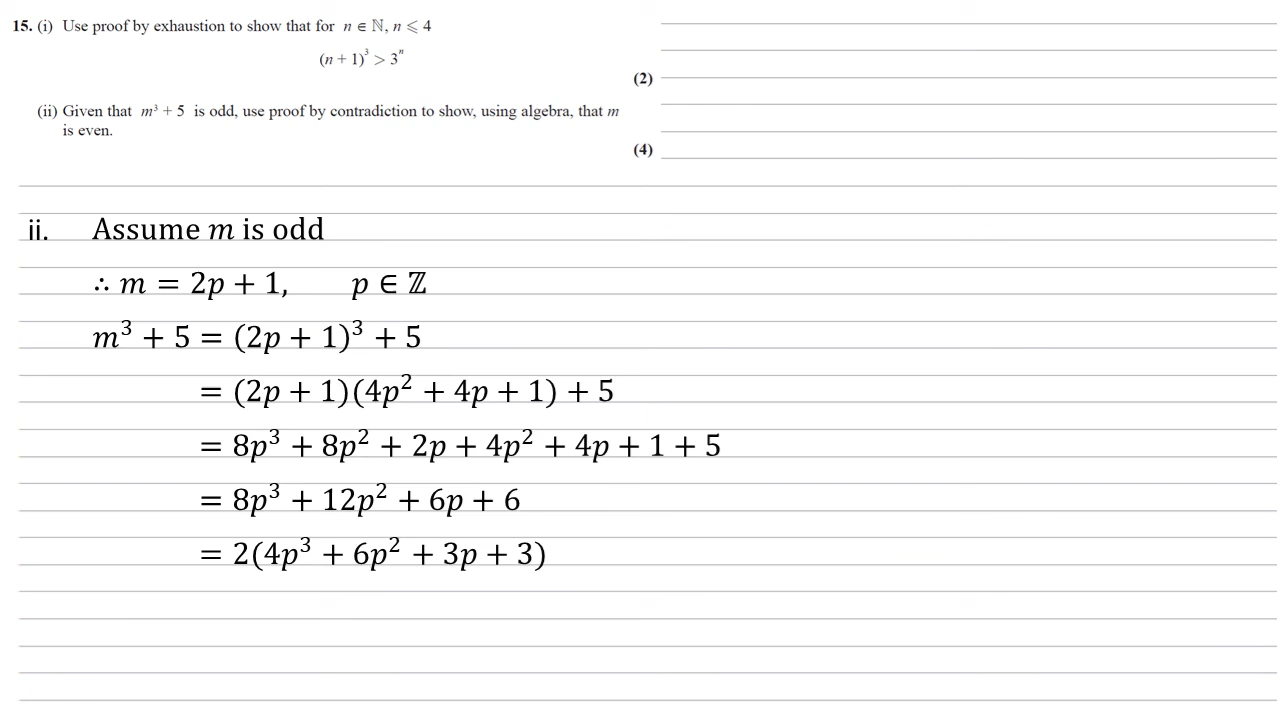 15. (i) Use proof by exhaustion to show that for n ∈ ℕ, n ⩽ 4
(n + 1)³ > 3ⁿ
(2)
(ii) Given that m³ + 5 is odd, use proof by contradiction to show, using algebra, that m
is even.
(4)
ii. Assume m is odd
∴ m = 2p + 1, p ∈ ℤ
m³ + 5 = (2p + 1)³ + 5
= (2p + 1)(4p² + 4p + 1) + 5
= 8p³ + 8p² + 2p + 4p² + 4p + 1 + 5
= 8p³ + 12p² + 6p + 6
= 2(4p³ + 6p² + 3p + 3)